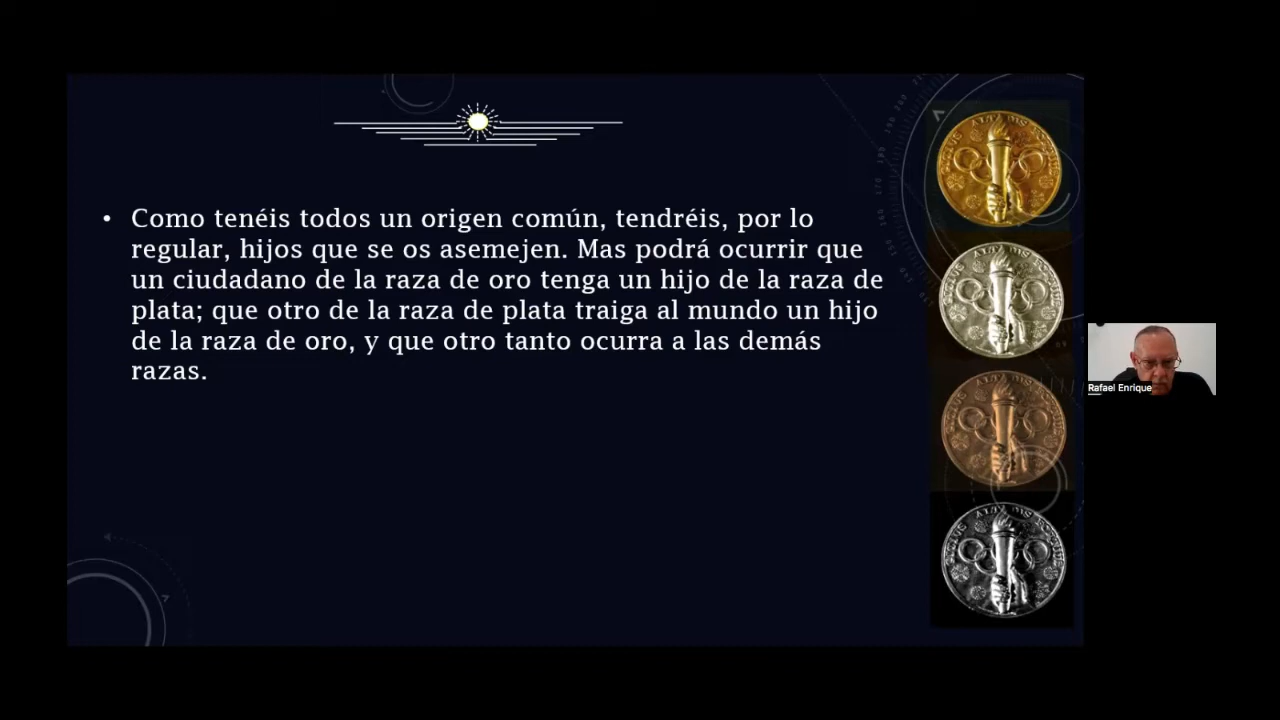 • Como tenéis todos un origen común, tendréis, por lo
regular, hijos que se os asemejen. Mas podrá ocurrir que
un ciudadano de la raza de oro tenga un hijo de la raza de
plata; que otro de la raza de plata traiga al mundo un hijo
de la raza de oro, y que otro tanto ocurra a las demás
razas.
Rafael Enrique